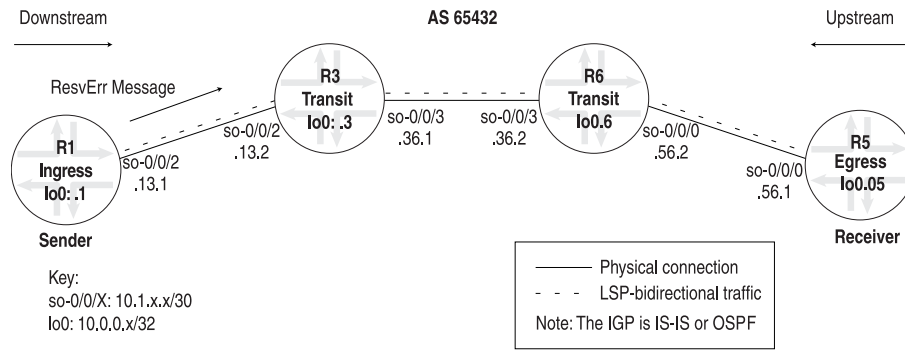 Downstream
AS 65432
Upstream
ResvErr Message
R1
Ingress
lo0: .1
Sender
so-0/0/2
.13.1
R3
Transit
lo0: .3
so-0/0/2
.13.2
so-0/0/3
.36.1
R6
Transit
lo0.6
so-0/0/3
.36.2
so-0/0/0
.56.2
R5
Egress
lo0.05
so-0/0/0
.56.1
Receiver
Key:
so-0/0/X: 10.1.x.x/30
lo0: 10.0.0.x/32
Physical connection
LSP-bidirectional traffic
Note: The IGP is IS-IS or OSPF